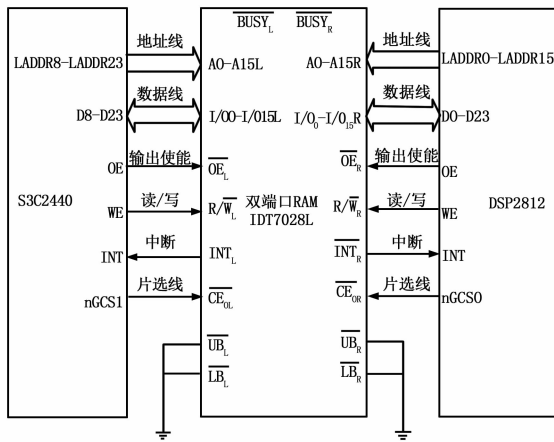 BUSY_L BUSY_R
LADDR8-LADDR23 地址线 A0-A15L A0-A15R 地址线 LADDR0-LADDR15
D8-D23 数据线 I/O0-I/O15L I/O₀-I/O₁₅R 数据线 D0-D23
OE 输出使能 OE_L OE_R 输出使能 OE
S3C2440 双端口RAM DSP2812
IDT7028L
WE 读/写 R/W_L R/W_R 读/写 WE
INT 中断 INT_L INT_R 中断 INT
nGCS1 片选线 CE_OL CE_OR 片选线 nGCS0
UB_L UB_R
LB_L LB_R